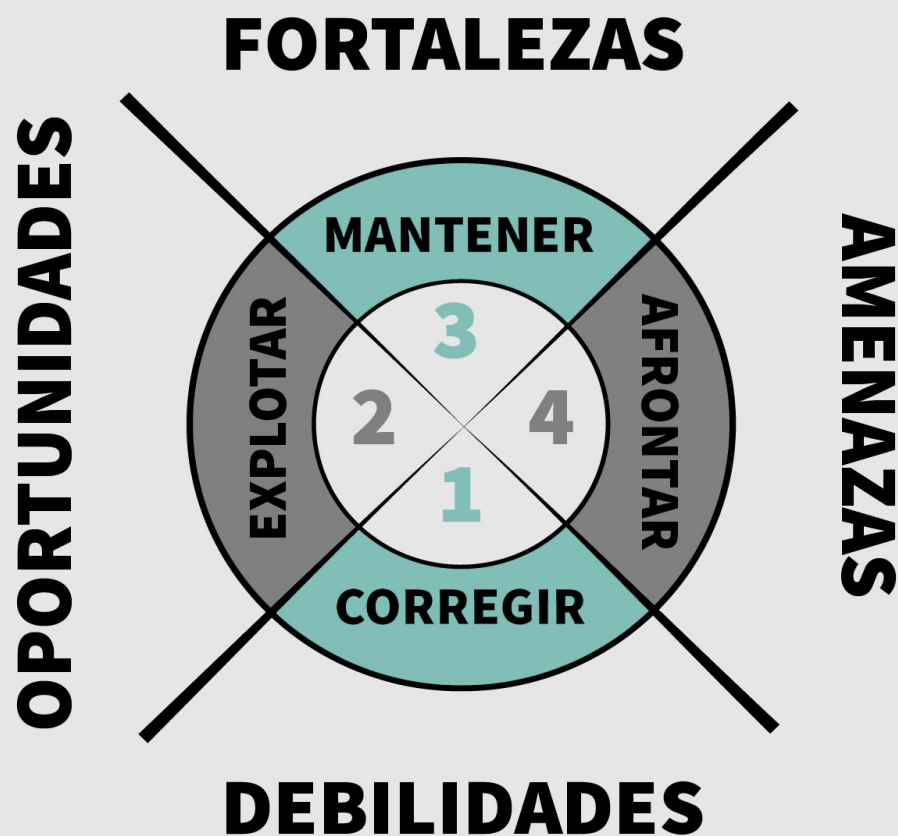 FORTALEZAS
OPORTUNIDADES
AMENAZAS
MANTENER
EXPLOTAR
AFRONTAR
3
2
4
1
CORREGIR
DEBILIDADES